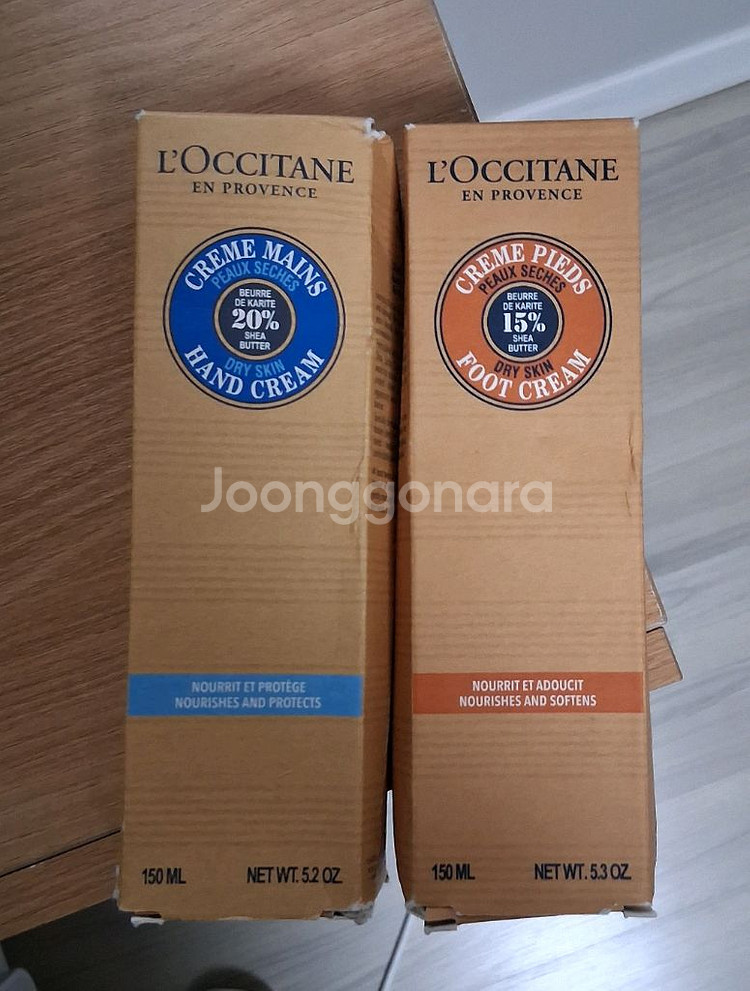 L'OCCITANE
EN PROVENCE
CREME MAINS
PEAUX SECHES
BEURRE
DE KARITE
20%
SHEA
BUTTER
DRY SKIN
HAND CREAM
NOURRIT ET PROTÈGE
NOURISHES AND PROTECTS
150 ML NET WT. 5.2 OZ.
L'OCCITANE
EN PROVENCE
CREME PIEDS
PEAUX SECHES
BEURRE
DE KARITE
15%
SHEA
BUTTER
DRY SKIN
FOOT CREAM
NOURRIT ET ADOUCIT
NOURISHES AND SOFTENS
150 ML NET WT. 5.3 OZ.
Joonggonara